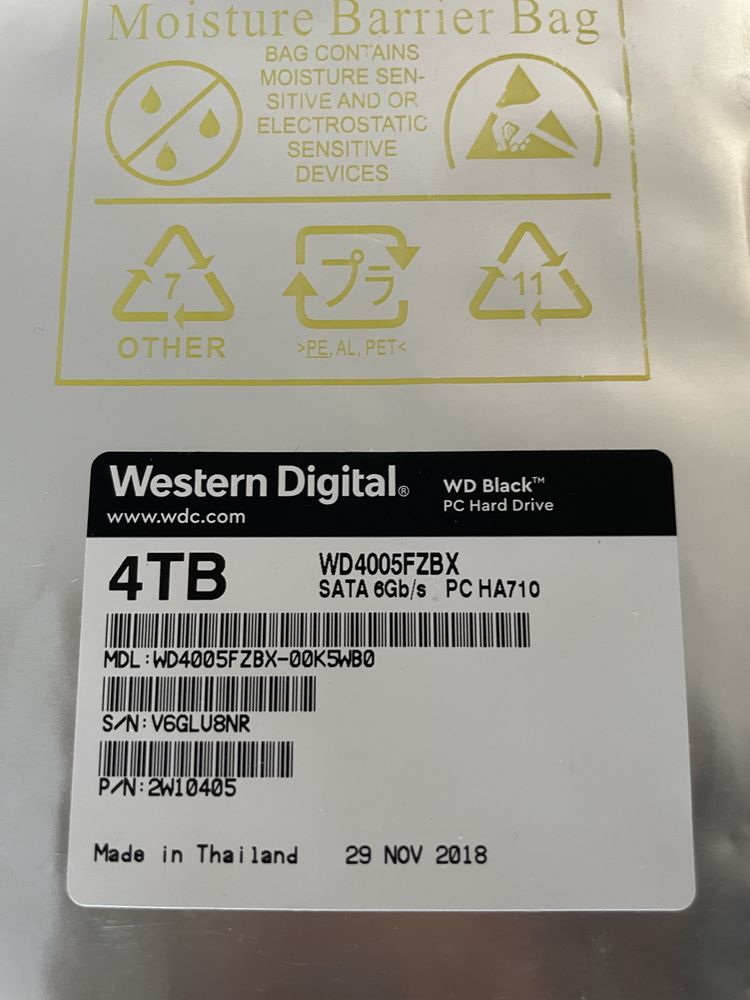 Moisture Barrier Bag
BAG CONTAINS
MOISTURE SEN-
SITIVE AND OR
ELECTROSTATIC
SENSITIVE
DEVICES
7
プラ
11
OTHER
>PE, AL, PET<
Western Digital®
WD Black™
www.wdc.com
PC Hard Drive
4TB
WD4005FZBX
SATA 6Gb/s PC HA710
MDL:WD4005FZBX-00K5WB0
S/N:V6GLU8NR
P/N:2W10405
Made in Thailand 29 NOV 2018